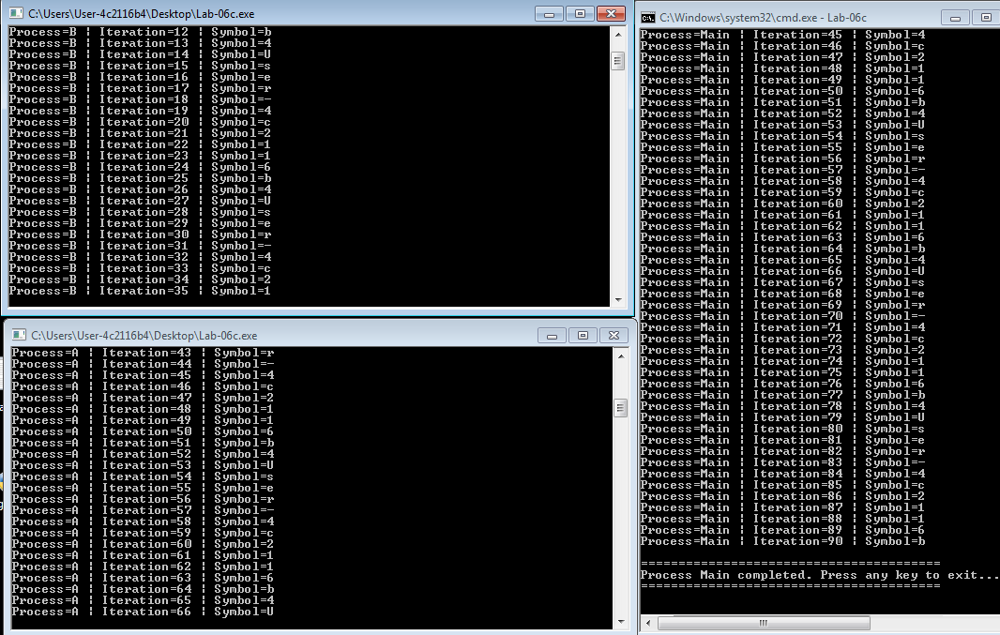 C:\Users\User-4c2116b4\Desktop\Lab-06c.exe
Process=B | Iteration=12 | Symbol=b
Process=B | Iteration=13 | Symbol=4
Process=B | Iteration=14 | Symbol=U
Process=B | Iteration=15 | Symbol=s
Process=B | Iteration=16 | Symbol=e
Process=B | Iteration=17 | Symbol=r
Process=B | Iteration=18 | Symbol=-
Process=B | Iteration=19 | Symbol=4
Process=B | Iteration=20 | Symbol=c
Process=B | Iteration=21 | Symbol=2
Process=B | Iteration=22 | Symbol=1
Process=B | Iteration=23 | Symbol=1
Process=B | Iteration=24 | Symbol=6
Process=B | Iteration=25 | Symbol=b
Process=B | Iteration=26 | Symbol=4
Process=B | Iteration=27 | Symbol=U
Process=B | Iteration=28 | Symbol=s
Process=B | Iteration=29 | Symbol=e
Process=B | Iteration=30 | Symbol=r
Process=B | Iteration=31 | Symbol=-
Process=B | Iteration=32 | Symbol=4
Process=B | Iteration=33 | Symbol=c
Process=B | Iteration=34 | Symbol=2
Process=B | Iteration=35 | Symbol=1
C:\Users\User-4c2116b4\Desktop\Lab-06c.exe
Process=A | Iteration=43 | Symbol=r
Process=A | Iteration=44 | Symbol=-
Process=A | Iteration=45 | Symbol=4
Process=A | Iteration=46 | Symbol=c
Process=A | Iteration=47 | Symbol=2
Process=A | Iteration=48 | Symbol=1
Process=A | Iteration=49 | Symbol=1
Process=A | Iteration=50 | Symbol=6
Process=A | Iteration=51 | Symbol=b
Process=A | Iteration=52 | Symbol=4
Process=A | Iteration=53 | Symbol=U
Process=A | Iteration=54 | Symbol=s
Process=A | Iteration=55 | Symbol=e
Process=A | Iteration=56 | Symbol=r
Process=A | Iteration=57 | Symbol=-
Process=A | Iteration=58 | Symbol=4
Process=A | Iteration=59 | Symbol=c
Process=A | Iteration=60 | Symbol=2
Process=A | Iteration=61 | Symbol=1
Process=A | Iteration=62 | Symbol=1
Process=A | Iteration=63 | Symbol=6
Process=A | Iteration=64 | Symbol=b
Process=A | Iteration=65 | Symbol=4
Process=A | Iteration=66 | Symbol=U
C:\Windows\system32\cmd.exe - Lab-06c
Process=Main | Iteration=45 | Symbol=4
Process=Main | Iteration=46 | Symbol=c
Process=Main | Iteration=47 | Symbol=2
Process=Main | Iteration=48 | Symbol=1
Process=Main | Iteration=49 | Symbol=1
Process=Main | Iteration=50 | Symbol=6
Process=Main | Iteration=51 | Symbol=b
Process=Main | Iteration=52 | Symbol=4
Process=Main | Iteration=53 | Symbol=U
Process=Main | Iteration=54 | Symbol=s
Process=Main | Iteration=55 | Symbol=e
Process=Main | Iteration=56 | Symbol=r
Process=Main | Iteration=57 | Symbol=-
Process=Main | Iteration=58 | Symbol=4
Process=Main | Iteration=59 | Symbol=c
Process=Main | Iteration=60 | Symbol=2
Process=Main | Iteration=61 | Symbol=1
Process=Main | Iteration=62 | Symbol=1
Process=Main | Iteration=63 | Symbol=6
Process=Main | Iteration=64 | Symbol=b
Process=Main | Iteration=65 | Symbol=4
Process=Main | Iteration=66 | Symbol=U
Process=Main | Iteration=67 | Symbol=s
Process=Main | Iteration=68 | Symbol=e
Process=Main | Iteration=69 | Symbol=r
Process=Main | Iteration=70 | Symbol=-
Process=Main | Iteration=71 | Symbol=4
Process=Main | Iteration=72 | Symbol=c
Process=Main | Iteration=73 | Symbol=2
Process=Main | Iteration=74 | Symbol=1
Process=Main | Iteration=75 | Symbol=1
Process=Main | Iteration=76 | Symbol=6
Process=Main | Iteration=77 | Symbol=b
Process=Main | Iteration=78 | Symbol=4
Process=Main | Iteration=79 | Symbol=U
Process=Main | Iteration=80 | Symbol=s
Process=Main | Iteration=81 | Symbol=e
Process=Main | Iteration=82 | Symbol=r
Process=Main | Iteration=83 | Symbol=-
Process=Main | Iteration=84 | Symbol=4
Process=Main | Iteration=85 | Symbol=c
Process=Main | Iteration=86 | Symbol=2
Process=Main | Iteration=87 | Symbol=1
Process=Main | Iteration=88 | Symbol=1
Process=Main | Iteration=89 | Symbol=6
Process=Main | Iteration=90 | Symbol=b
========================================
Process Main completed. Press any key to exit...
========================================